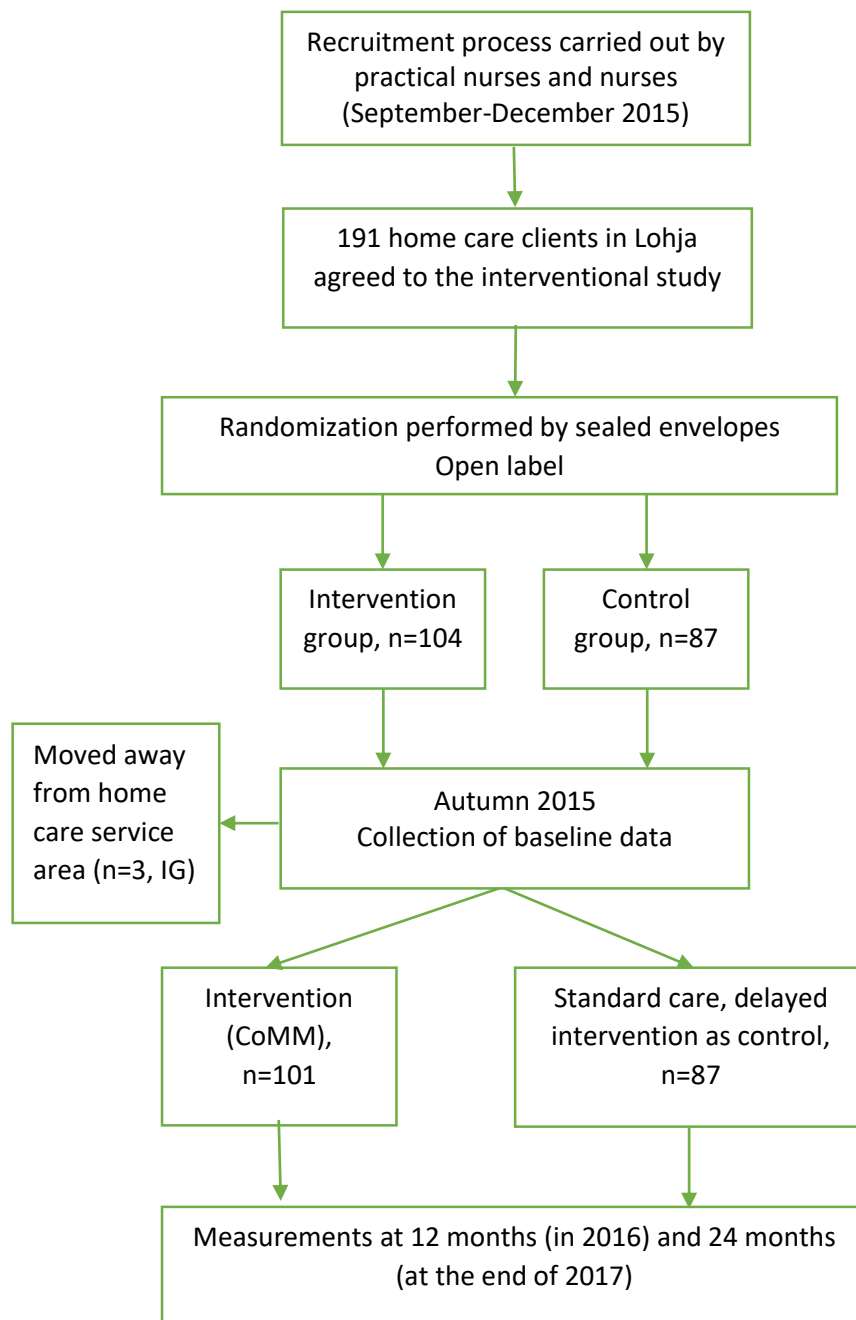 Recruitment process carried out by
practical nurses and nurses
(September-December 2015)
191 home care clients in Lohja
agreed to the interventional study
Randomization performed by sealed envelopes
Open label
Intervention
group, n=104
Control
group, n=87
Moved away
from home
care service
area (n=3, IG)
Autumn 2015
Collection of baseline data
Intervention
(CoMM),
n=101
Standard care, delayed
intervention as control,
n=87
Measurements at 12 months (in 2016) and 24 months
(at the end of 2017)